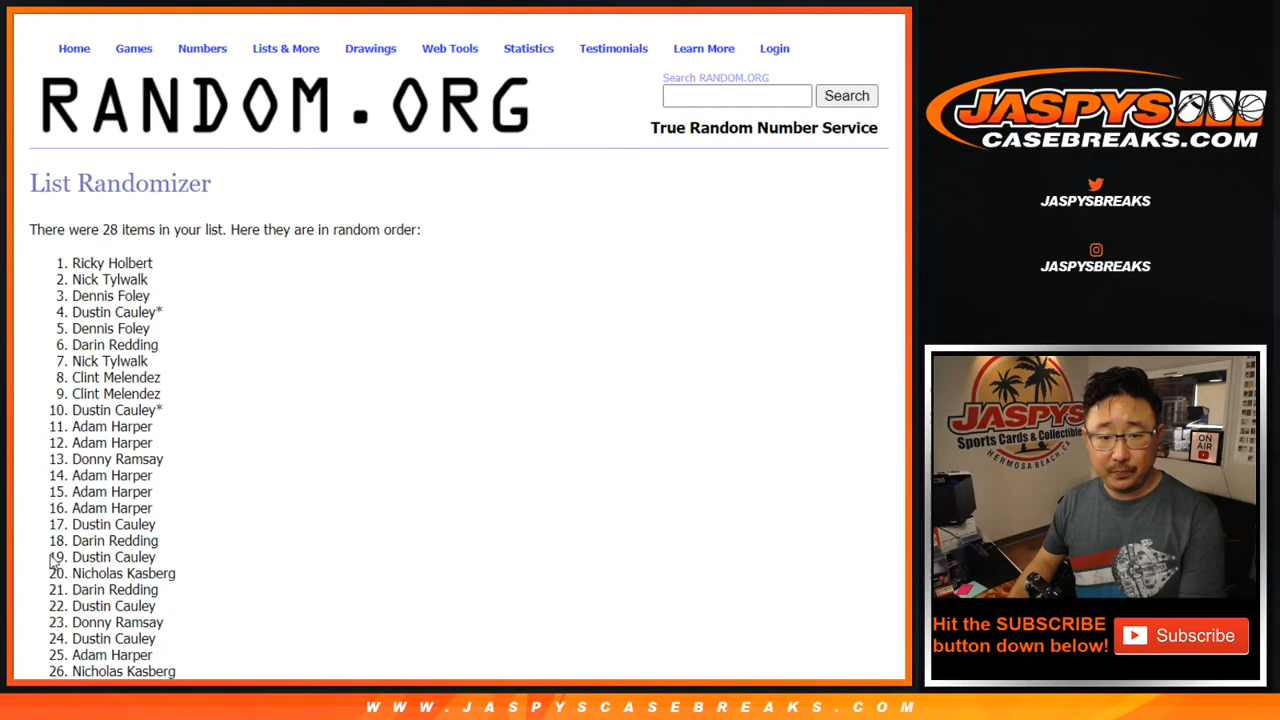 Home Games Numbers Lists & More Drawings Web Tools Statistics Testimonials Learn More Login
RANDOM.ORG
Search RANDOM.ORG
Search
True Random Number Service
List Randomizer
There were 28 items in your list. Here they are in random order:
1. Ricky Holbert
2. Nick Tylwalk
3. Dennis Foley
4. Dustin Cauley*
5. Dennis Foley
6. Darin Redding
7. Nick Tylwalk
8. Clint Melendez
9. Clint Melendez
10. Dustin Cauley*
11. Adam Harper
12. Adam Harper
13. Donny Ramsay
14. Adam Harper
15. Adam Harper
16. Adam Harper
17. Dustin Cauley
18. Darin Redding
19. Dustin Cauley
20. Nicholas Kasberg
21. Darin Redding
22. Dustin Cauley
23. Donny Ramsay
24. Dustin Cauley
25. Adam Harper
26. Nicholas Kasberg
JASPYS
CASEBREAKS.COM
JASPYSBREAKS
JASPYSBREAKS
JASPYS
Sports Cards & Collectibles
HERMOSA BEACH, CA
ON AIR
Hit the SUBSCRIBE
button down below!
Subscribe
WWW.JASPYSCASEBREAKS.COM